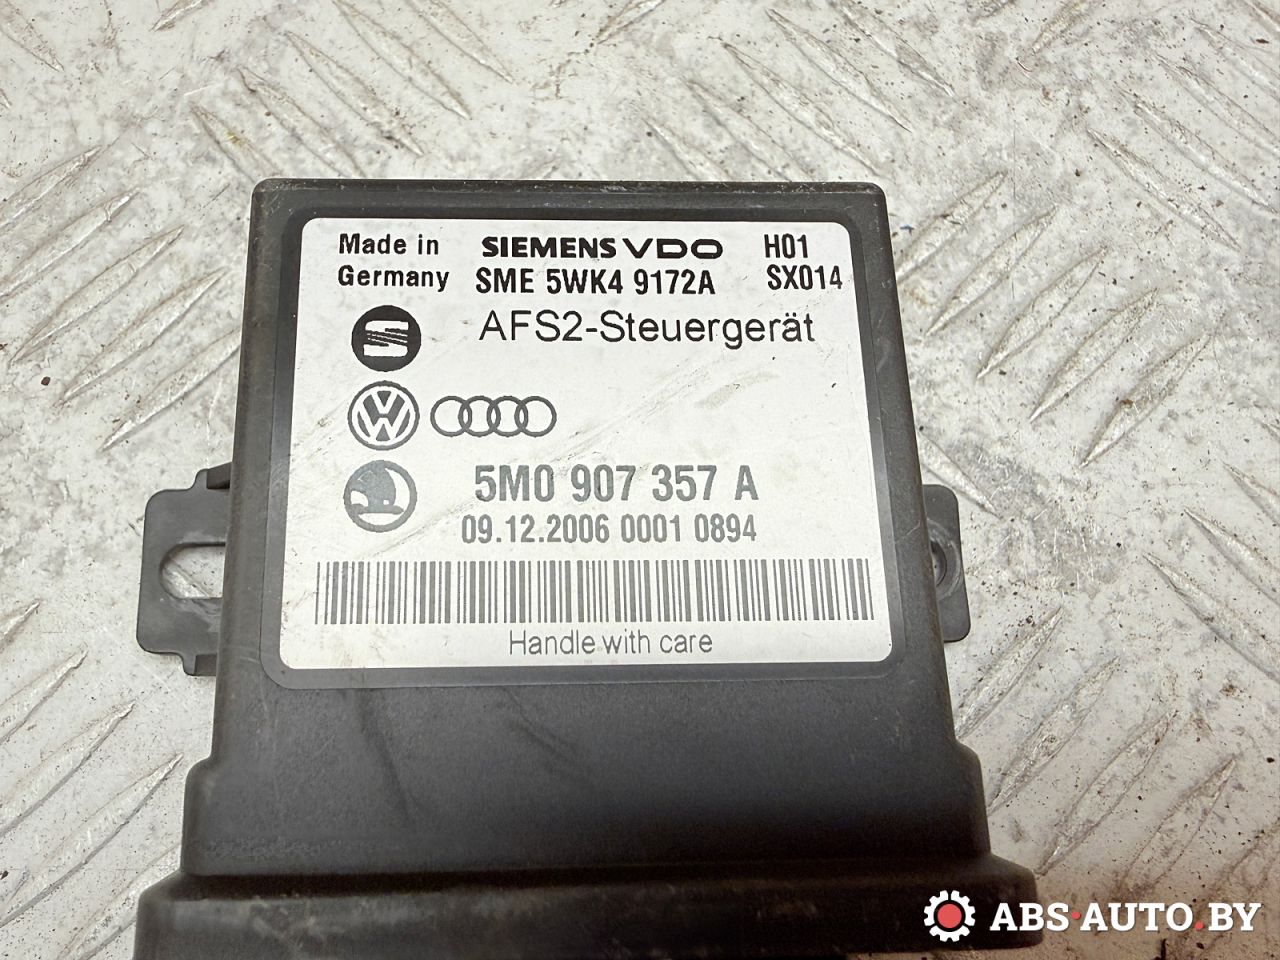 Made in SIEMENS VDO H01
Germany SME 5WK4 9172A SX014
AFS2-Steuergerät
5M0 907 357 A
09.12.2006 0001 0894
Handle with care
ABS·AUTO.BY